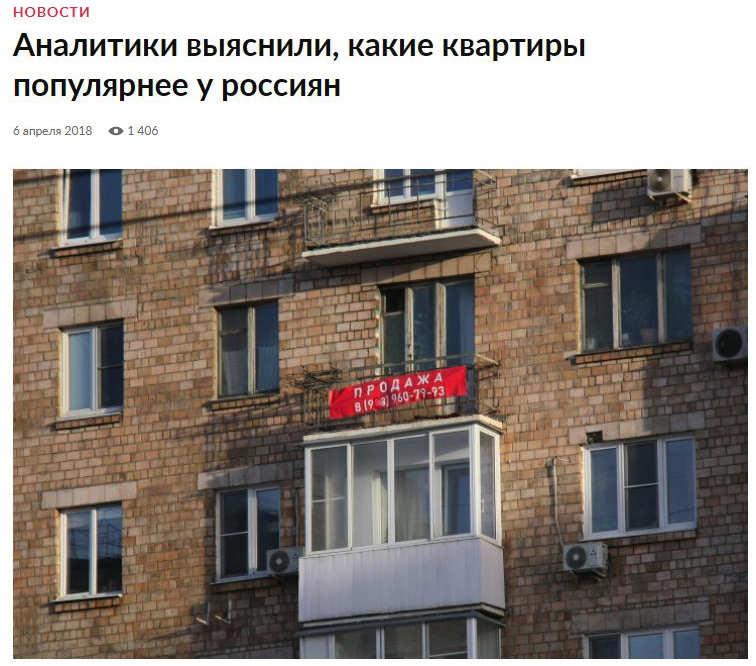 НОВОСТИ
Аналитики выяснили, какие квартиры
популярнее у россиян
6 апреля 2018 1 406
ПРОДАЖА
960-79-93